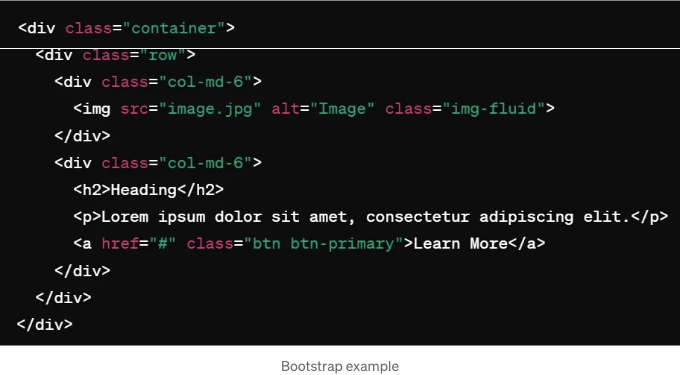 <div class="container">
<div class="row">
<div class="col-md-6">
<img src="image.jpg" alt="Image" class="img-fluid">
</div>
<div class="col-md-6">
<h2>Heading</h2>
<p>Lorem ipsum dolor sit amet, consectetur adipiscing elit.</p>
<a href="#" class="btn btn-primary">Learn More</a>
</div>
</div>
</div>
Bootstrap example